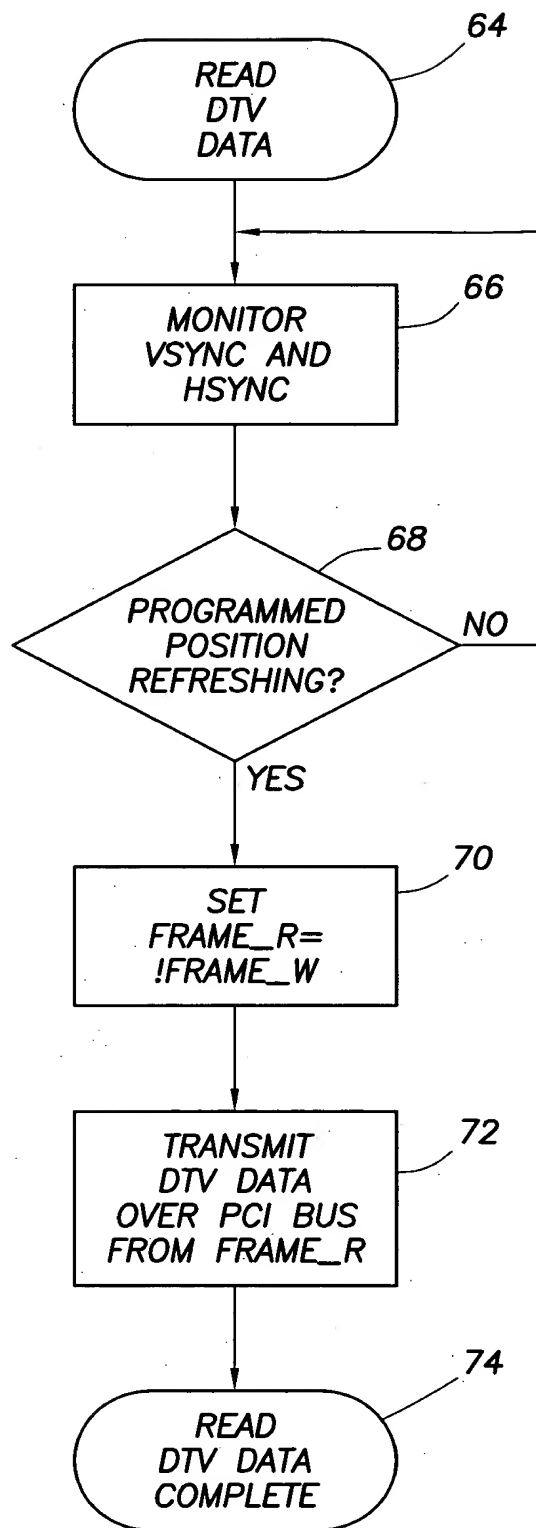 64
READ
DTV
DATA
66
MONITOR
VSYNC AND
HSYNC
68
PROGRAMMED
POSITION
REFRESHING?
NO
YES
70
SET
FRAME_R=
!FRAME_W
72
TRANSMIT
DTV DATA
OVER PCI BUS
FROM FRAME_R
74
READ
DTV DATA
COMPLETE